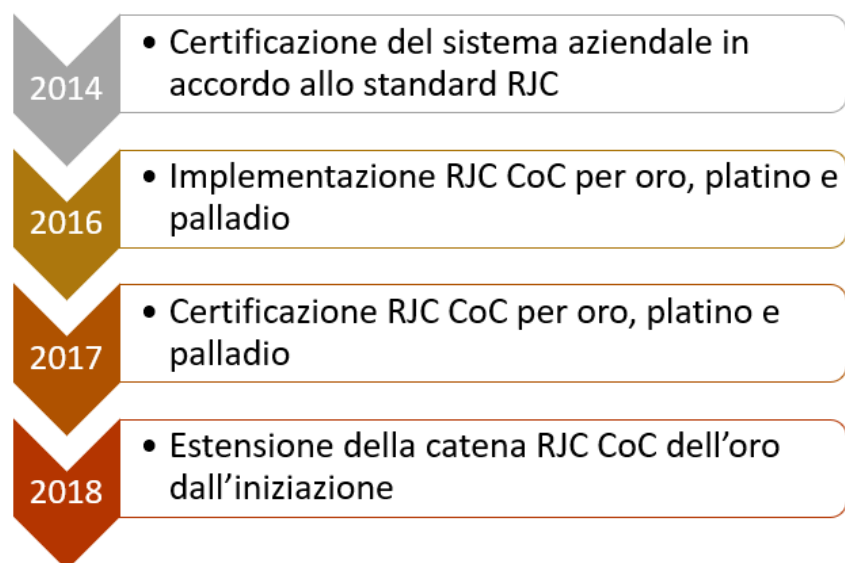 2014
• Certificazione del sistema aziendale in
accordo allo standard RJC
2016
• Implementazione RJC CoC per oro, platino e
palladio
2017
• Certificazione RJC CoC per oro, platino e
palladio
2018
• Estensione della catena RJC CoC dell’oro
dall’iniziazione